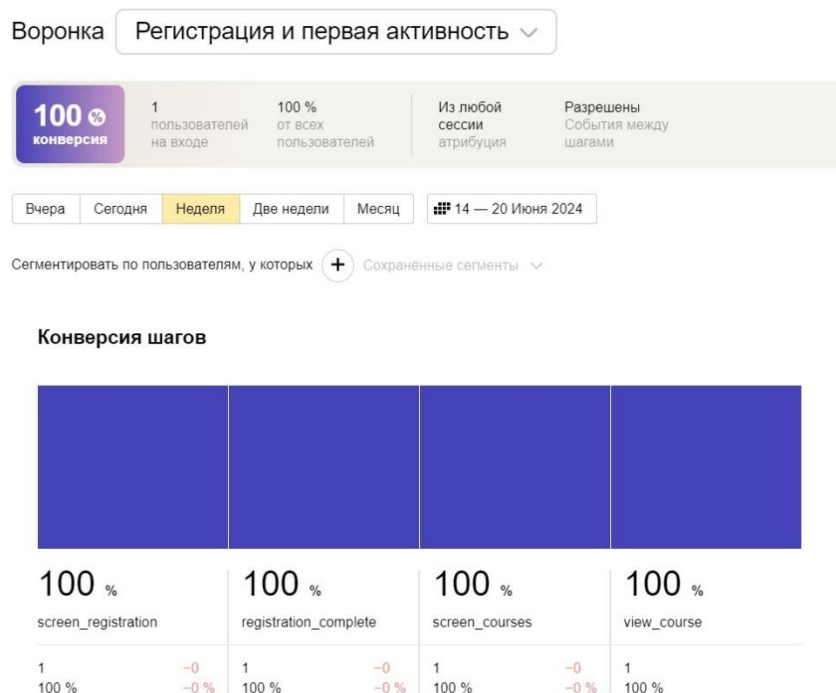 Воронка Регистрация и первая активность
100 %
конверсия
1
пользователей
на входе
100 %
от всех
пользователей
Из любой
сессии
атрибуция
Разрешены
События между
шагами
Вчера Сегодня Неделя Две недели Месяц 14 — 20 Июня 2024
Сегментировать по пользователям, у которых + Сохранённые сегменты
Конверсия шагов
100 % 100 % 100 % 100 %
screen_registration registration_complete screen_courses view_course
1 −0 1 −0 1 −0 1
100 % −0 % 100 % −0 % 100 % −0 % 100 %